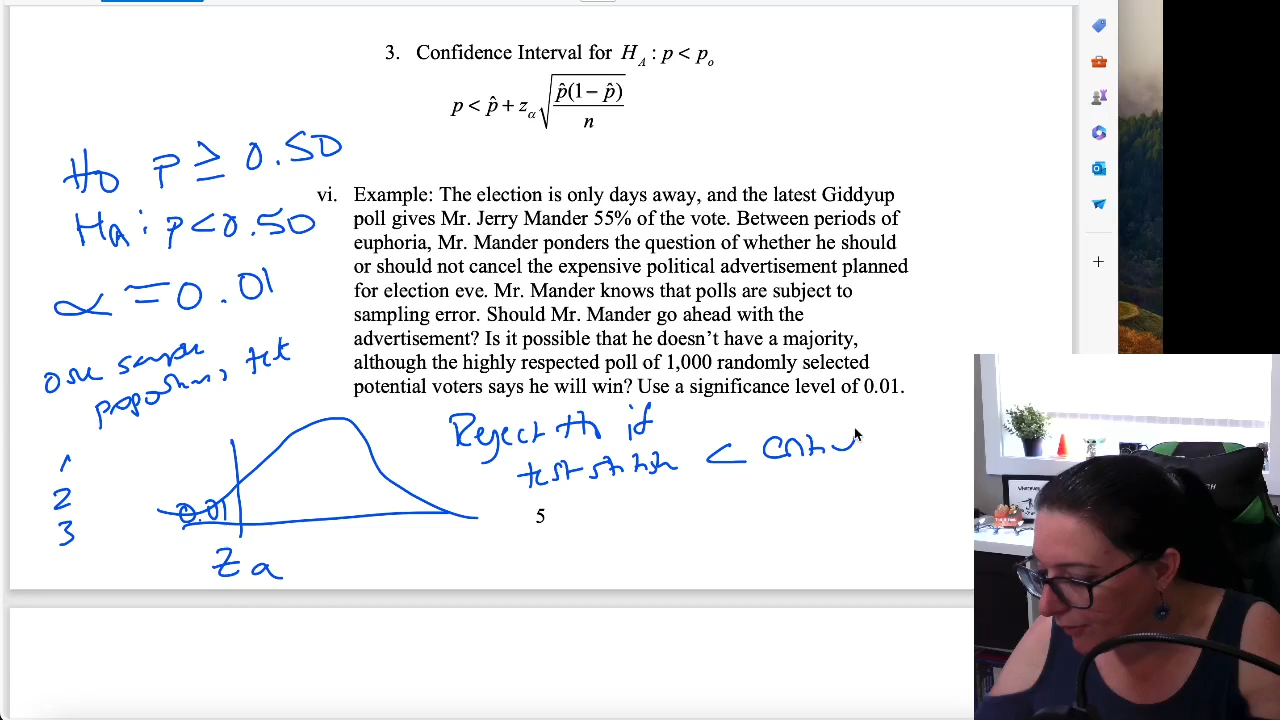 3. Confidence Interval for H_A : p < p_o
p < p̂ + z_α √(p̂(1− p̂)/n)
H0 P ≥ 0.50
HA : P < 0.50
α = 0.01
one sample
proportions, test
vi. Example: The election is only days away, and the latest Giddyup
poll gives Mr. Jerry Mander 55% of the vote. Between periods of
euphoria, Mr. Mander ponders the question of whether he should
or should not cancel the expensive political advertisement planned
for election eve. Mr. Mander knows that polls are subject to
sampling error. Should Mr. Mander go ahead with the
advertisement? Is it possible that he doesn’t have a majority,
although the highly respected poll of 1,000 randomly selected
potential voters says he will win? Use a significance level of 0.01.
Reject H0 if
test statistic <
1
2
3
0.01
Z α
5